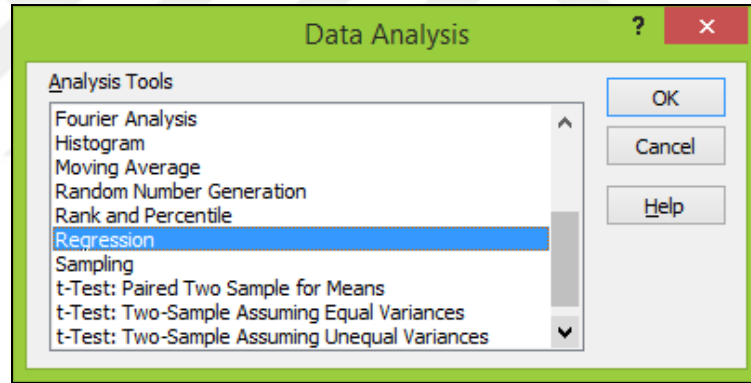 Data Analysis
?
×
Analysis Tools
Fourier Analysis
Histogram
Moving Average
Random Number Generation
Rank and Percentile
Regression
Sampling
t-Test: Paired Two Sample for Means
t-Test: Two-Sample Assuming Equal Variances
t-Test: Two-Sample Assuming Unequal Variances
OK
Cancel
Help